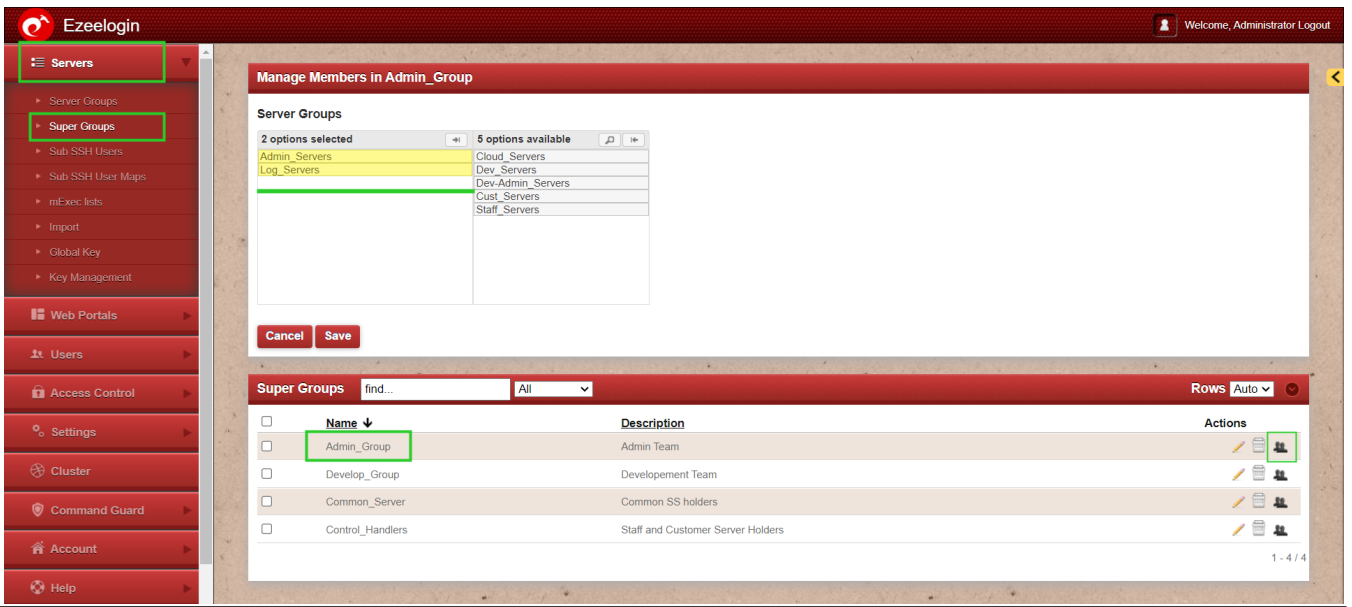 Ezeelogin
Welcome, Administrator Logout
Servers
Server Groups
Super Groups
Sub SSH Users
Sub SSH User Maps
mExec lists
Import
Global Key
Key Management
Web Portals
Users
Access Control
Settings
Cluster
Command Guard
Account
Help
Manage Members in Admin_Group
Server Groups
2 options selected 5 options available
Admin_Servers Cloud_Servers
Log_Servers Dev_Servers
Dev-Admin_Servers
Cust_Servers
Staff_Servers
Cancel Save
Super Groups find... All Rows Auto
Name Description Actions
Admin_Group Admin Team
Develop_Group Developement Team
Common_Server Common SS holders
Control_Handlers Staff and Customer Server Holders
1 - 4 / 4